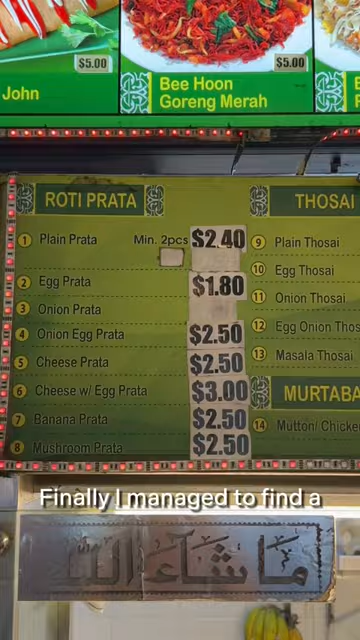 $5.00
$5.00
John
Bee Hoon
Goreng Merah
ROTI PRATA
1 Plain Prata Min. 2pcs $2.40
2 Egg Prata $1.80
3 Onion Prata
4 Onion Egg Prata $2.50
5 Cheese Prata $2.50
6 Cheese w/ Egg Prata $3.00
7 Banana Prata $2.50
8 Mushroom Prata $2.50
THOSAI
9 Plain Thosai
10 Egg Thosai
11 Onion Thosai
12 Egg Onion Thos
13 Masala Thosai
MURTABA
14 Mutton/ Chicke
Finally I managed to find a
ما شاء الله